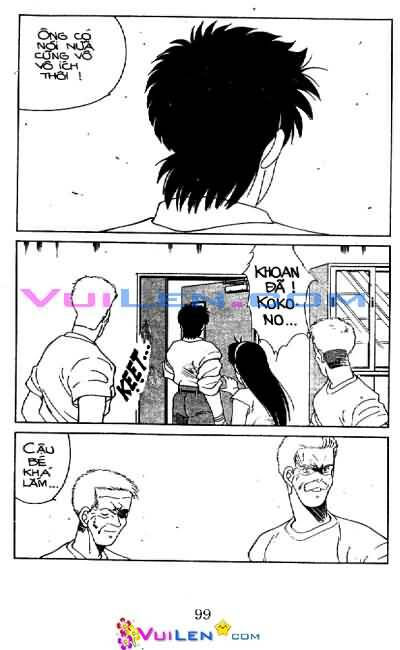 ÔNG CÓ
NÓI NỮA
CŨNG VÔ
VÔ ÍCH
THÔI !
KHOAN
ĐÃ !
KOKO-
NO...
VUILEN.COM
KẸET...
CẬU
BÉ
KHÁ
LẮM...
99
VUILEN.COM